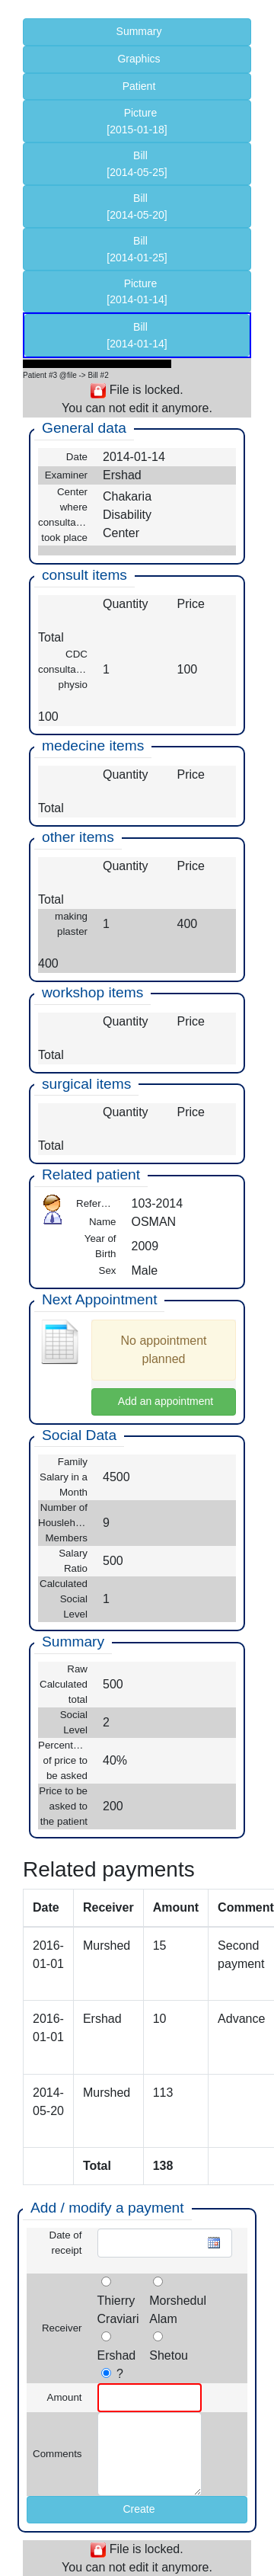 Summary
Graphics
Patient
Picture
[2015-01-18]
Bill
[2014-05-25]
Bill
[2014-05-20]
Bill
[2014-01-25]
Picture
[2014-01-14]
Bill
[2014-01-14]
Patient #3 @file -> Bill #2
File is locked.
You can not edit it anymore.
General data
Date 2014-01-14
Examiner Ershad
Center
where
consulta...
took place
Chakaria
Disability
Center
consult items
Quantity Price
Total
CDC
consulta...
physio
1 100
100
medecine items
Quantity Price
Total
other items
Quantity Price
Total
making
plaster
1 400
400
workshop items
Quantity Price
Total
surgical items
Quantity Price
Total
Related patient
Refer... 103-2014
Name OSMAN
Year of
Birth
2009
Sex Male
Next Appointment
No appointment
planned
Add an appointment
Social Data
Family
Salary in a
Month
4500
Number of
Housleh...
Members
9
Salary
Ratio
500
Calculated
Social
Level
1
Summary
Raw
Calculated
total
500
Social
Level
2
Percent...
of price to
be asked
40%
Price to be
asked to
the patient
200
Related payments
Date Receiver Amount Comment
2016-
01-01
Murshed 15 Second
payment
2016-
01-01
Ershad 10 Advance
2014-
05-20
Murshed 113
Total 138
Add / modify a payment
Date of
receipt
Receiver
Thierry
Craviari
Morshedul
Alam
Ershad Shetou
?
Amount
Comments
Create
File is locked.
You can not edit it anymore.